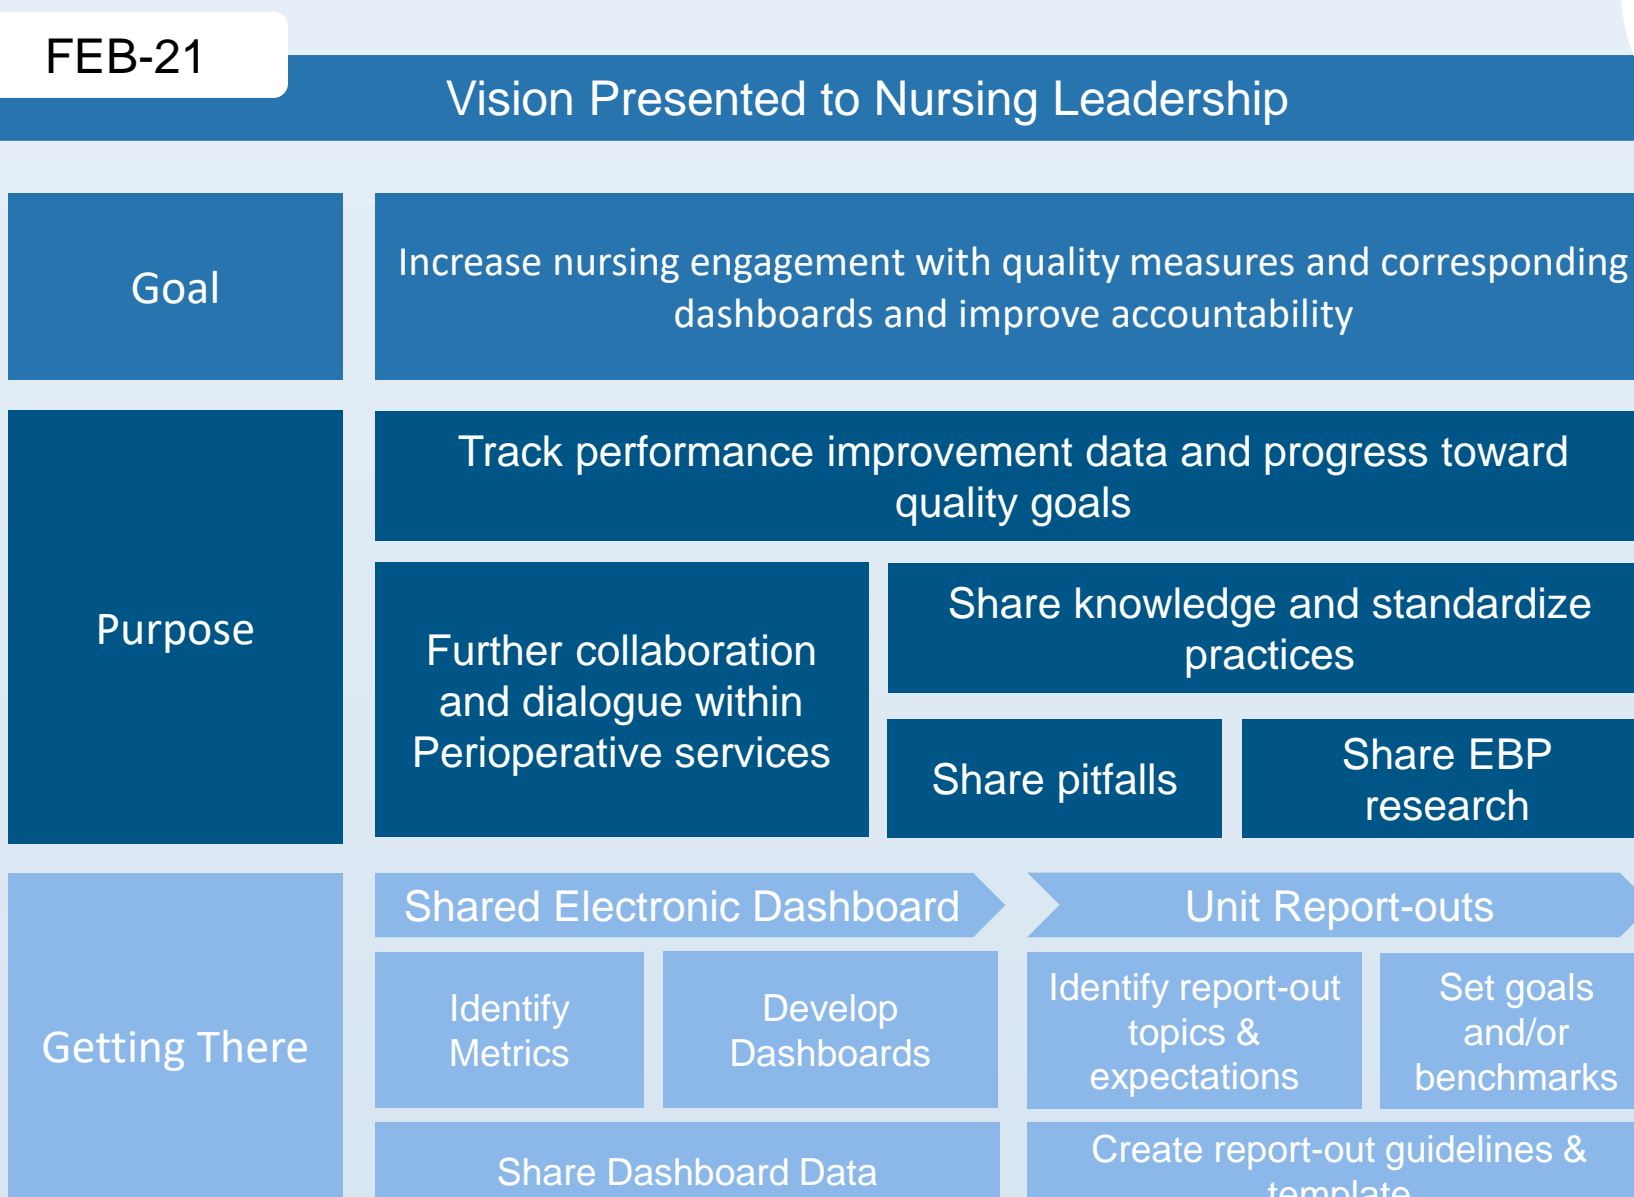 FEB-21
Vision Presented to Nursing Leadership
Goal
Increase nursing engagement with quality measures and corresponding
dashboards and improve accountability
Purpose
Track performance improvement data and progress toward
quality goals
Further collaboration
and dialogue within
Perioperative services
Share knowledge and standardize
practices
Share pitfalls
Share EBP
research
Getting There
Shared Electronic Dashboard
Unit Report-outs
Identify
Metrics
Develop
Dashboards
Identify report-out
topics &
expectations
Set goals
and/or
benchmarks
Share Dashboard Data
Create report-out guidelines &
template